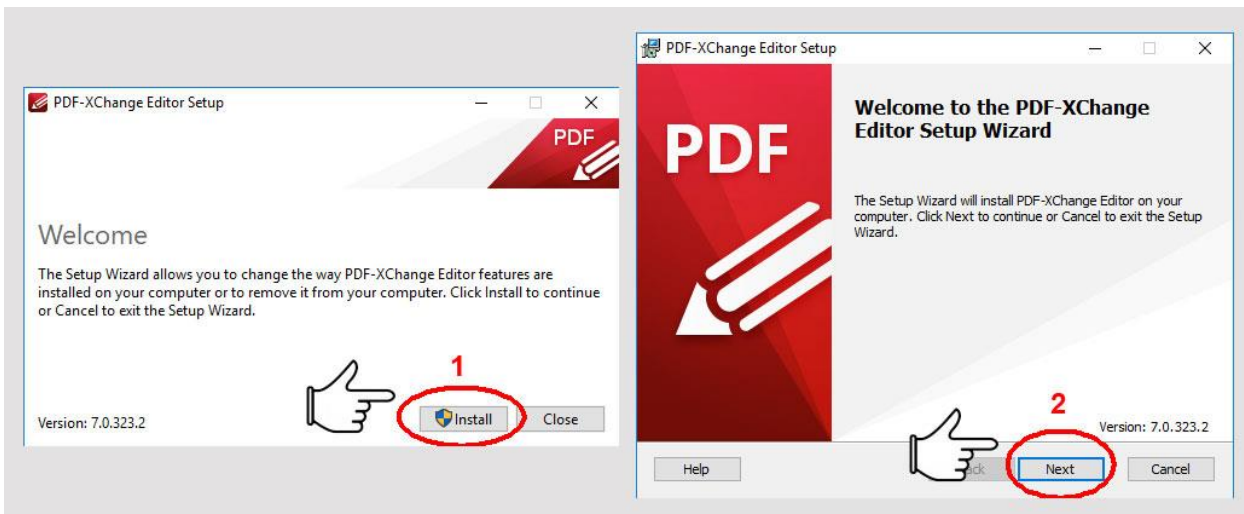 PDF-XChange Editor Setup
PDF
Welcome
The Setup Wizard allows you to change the way PDF-XChange Editor features are
installed on your computer or to remove it from your computer. Click Install to continue
or Cancel to exit the Setup Wizard.
1
Version: 7.0.323.2
Install
Close
PDF-XChange Editor Setup
PDF
Welcome to the PDF-XChange
Editor Setup Wizard
The Setup Wizard will install PDF-XChange Editor on your
computer. Click Next to continue or Cancel to exit the Setup
Wizard.
2
Version: 7.0.323.2
Help
Next
Cancel